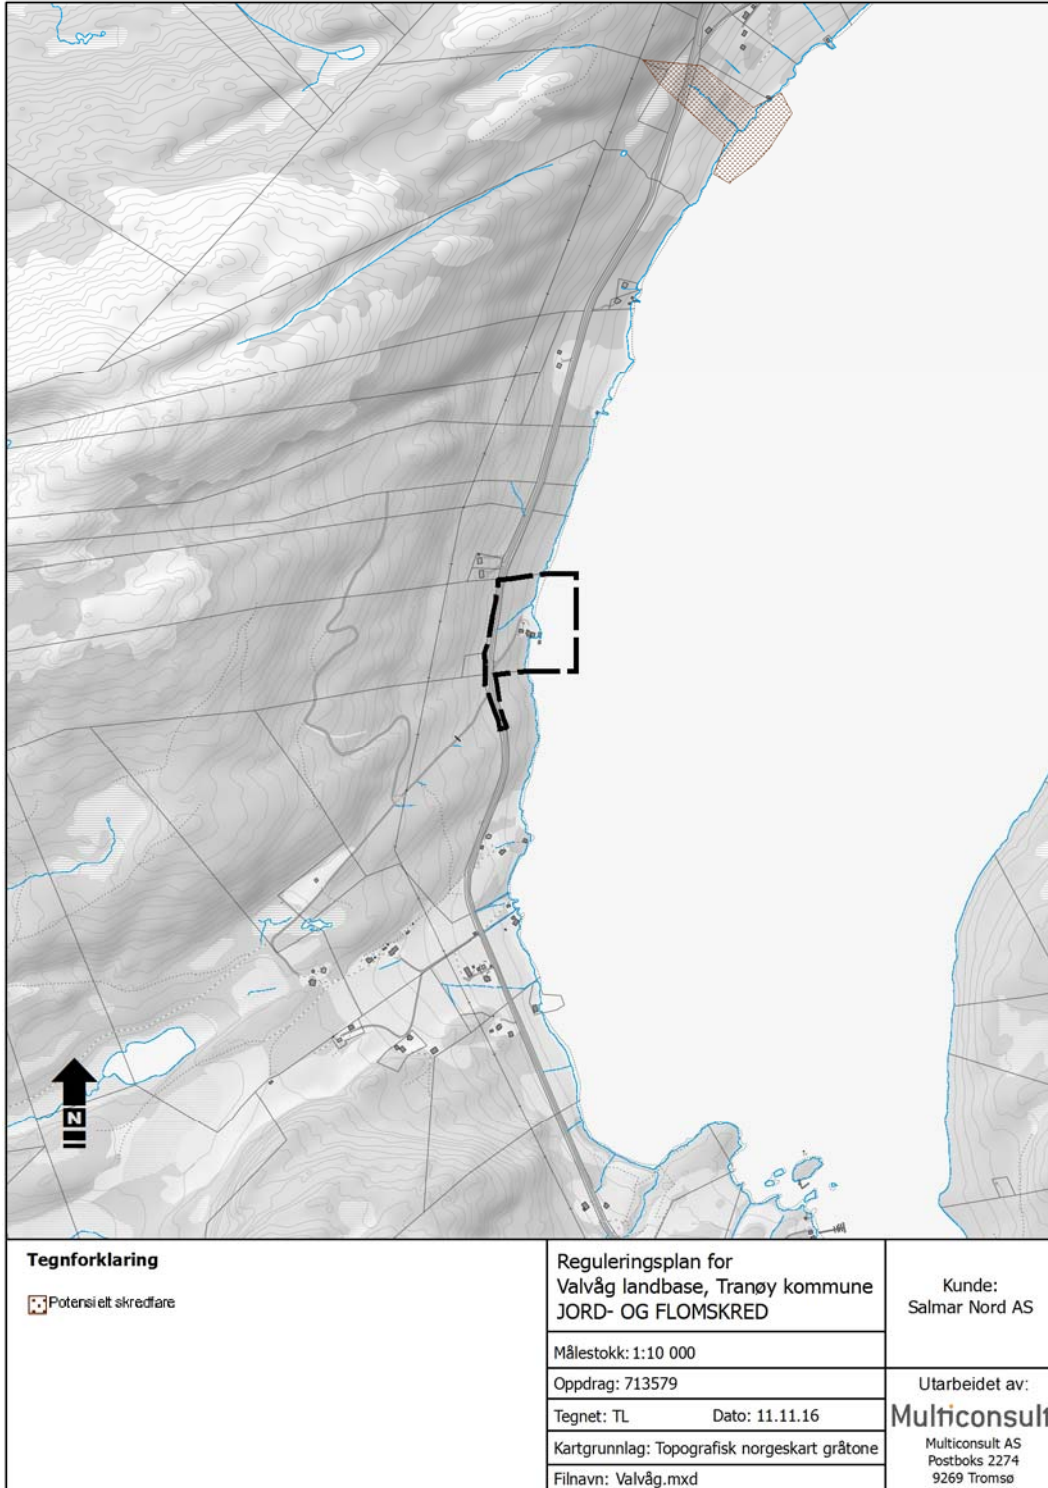 N
Tegnforklaring
Potensielt skredfare
Reguleringsplan for
Valvåg landbase, Tranøy kommune
JORD- OG FLOMSKRED
Målestokk: 1:10 000
Oppdrag: 713579
Tegnet: TL Dato: 11.11.16
Kartgrunnlag: Topografisk norgeskart gråtone
Filnavn: Valvåg.mxd
Kunde:
Salmar Nord AS
Utarbeidet av:
Multiconsult
Multiconsult AS
Postboks 2274
9269 Tromsø